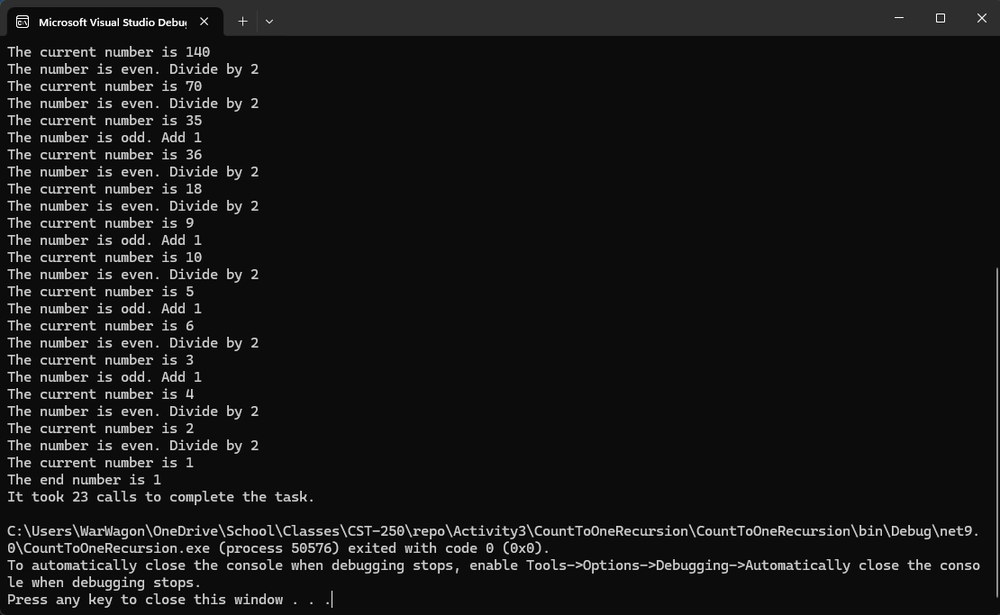 Microsoft Visual Studio Debu
The current number is 140
The number is even. Divide by 2
The current number is 70
The number is even. Divide by 2
The current number is 35
The number is odd. Add 1
The current number is 36
The number is even. Divide by 2
The current number is 18
The number is even. Divide by 2
The current number is 9
The number is odd. Add 1
The current number is 10
The number is even. Divide by 2
The current number is 5
The number is odd. Add 1
The current number is 6
The number is even. Divide by 2
The current number is 3
The number is odd. Add 1
The current number is 4
The number is even. Divide by 2
The current number is 2
The number is even. Divide by 2
The current number is 1
The end number is 1
It took 23 calls to complete the task.
C:\Users\WarWagon\OneDrive\School\Classes\CST-250\repo\Activity3\CountToOneRecursion\CountToOneRecursion\bin\Debug\net9.
0\CountToOneRecursion.exe (process 50576) exited with code 0 (0x0).
To automatically close the console when debugging stops, enable Tools->Options->Debugging->Automatically close the conso
le when debugging stops.
Press any key to close this window . . .